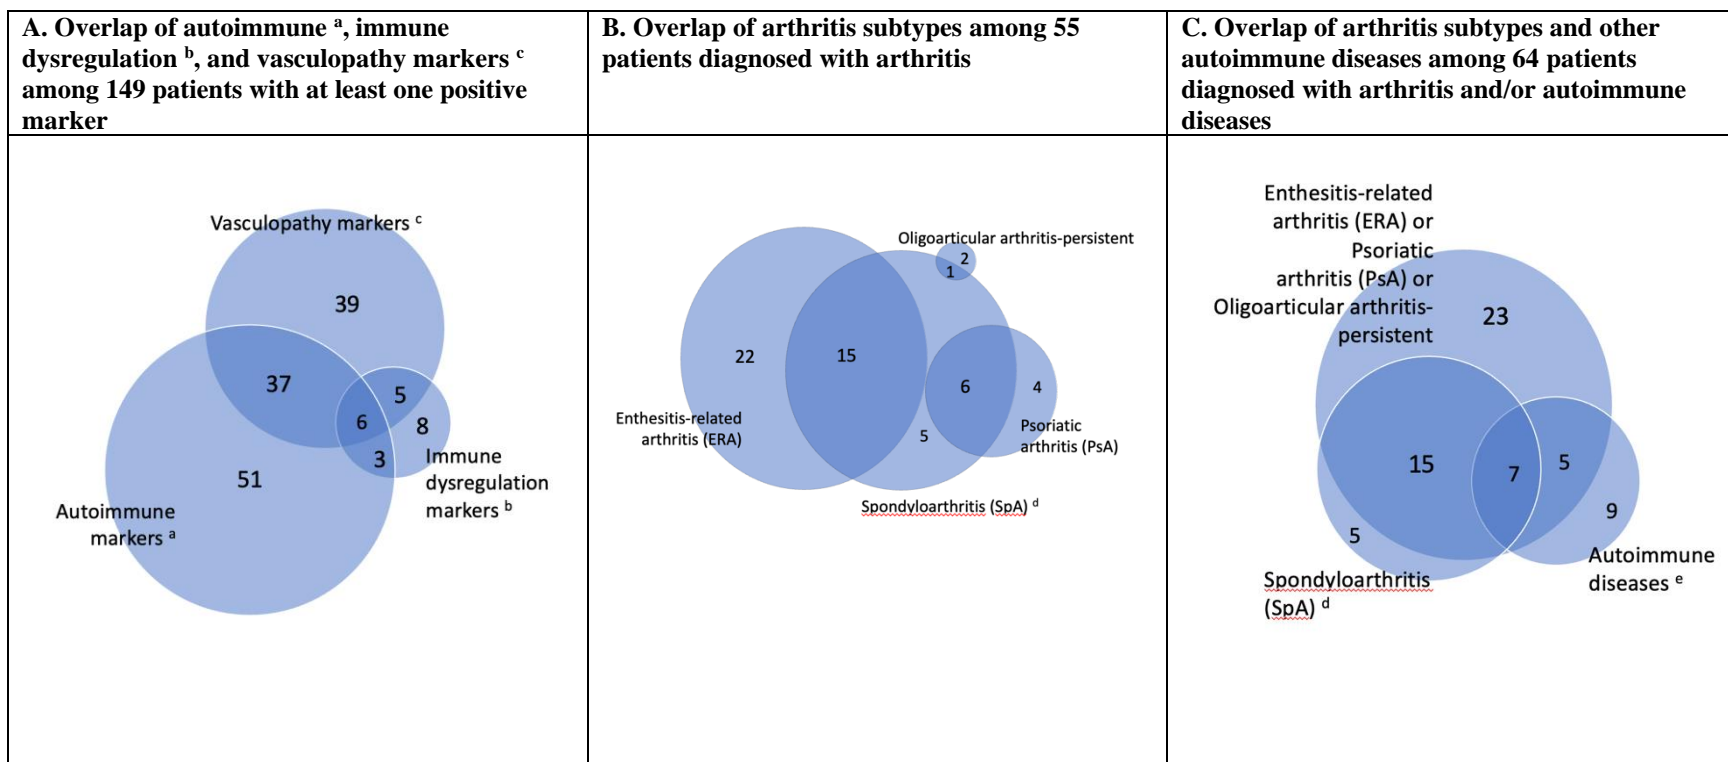 A. Overlap of autoimmune ᵃ, immune
dysregulation ᵇ, and vasculopathy markers ᶜ
among 149 patients with at least one positive
marker
B. Overlap of arthritis subtypes among 55
patients diagnosed with arthritis
C. Overlap of arthritis subtypes and other
autoimmune diseases among 64 patients
diagnosed with arthritis and/or autoimmune
diseases
Vasculopathy markers ᶜ
39
37
5
6
8
3
51
Immune
dysregulation
markers ᵇ
Autoimmune
markers ᵃ
Oligoarticular arthritis-persistent
2
1
22
15
6
4
5
Enthesitis-related
arthritis (ERA)
Psoriatic
arthritis (PsA)
Spondyloarthritis (SpA) ᵈ
Enthesitis-related
arthritis (ERA) or
Psoriatic
arthritis (PsA) or
Oligoarticular arthritis-
persistent
23
15
7
5
9
5
Autoimmune
diseases ᵉ
Spondyloarthritis
(SpA) ᵈ